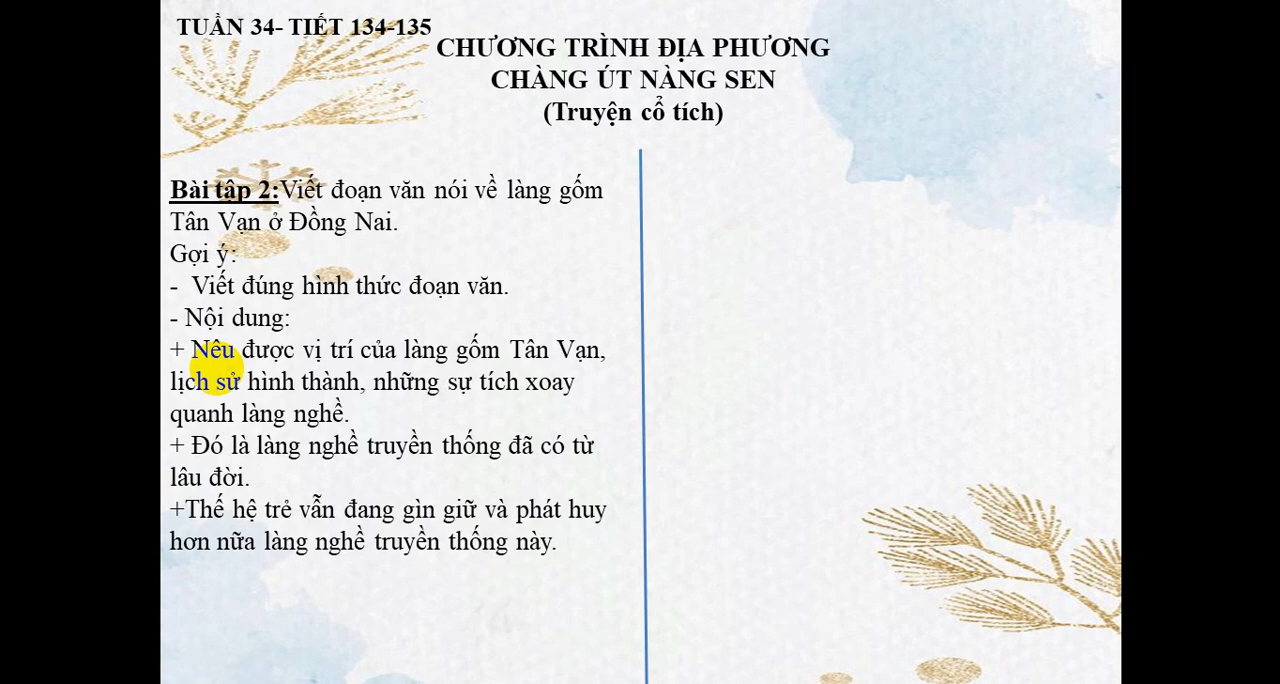 TUẦN 34- TIẾT 134-135
CHƯƠNG TRÌNH ĐỊA PHƯƠNG
CHÀNG ÚT NÀNG SEN
(Truyện cổ tích)
Bài tập 2:Viết đoạn văn nói về làng gốm
Tân Vạn ở Đồng Nai.
Gợi ý:
- Viết đúng hình thức đoạn văn.
- Nội dung:
+ Nêu được vị trí của làng gốm Tân Vạn,
lịch sử hình thành, những sự tích xoay
quanh làng nghề.
+ Đó là làng nghề truyền thống đã có từ
lâu đời.
+Thế hệ trẻ vẫn đang gìn giữ và phát huy
hơn nữa làng nghề truyền thống này.